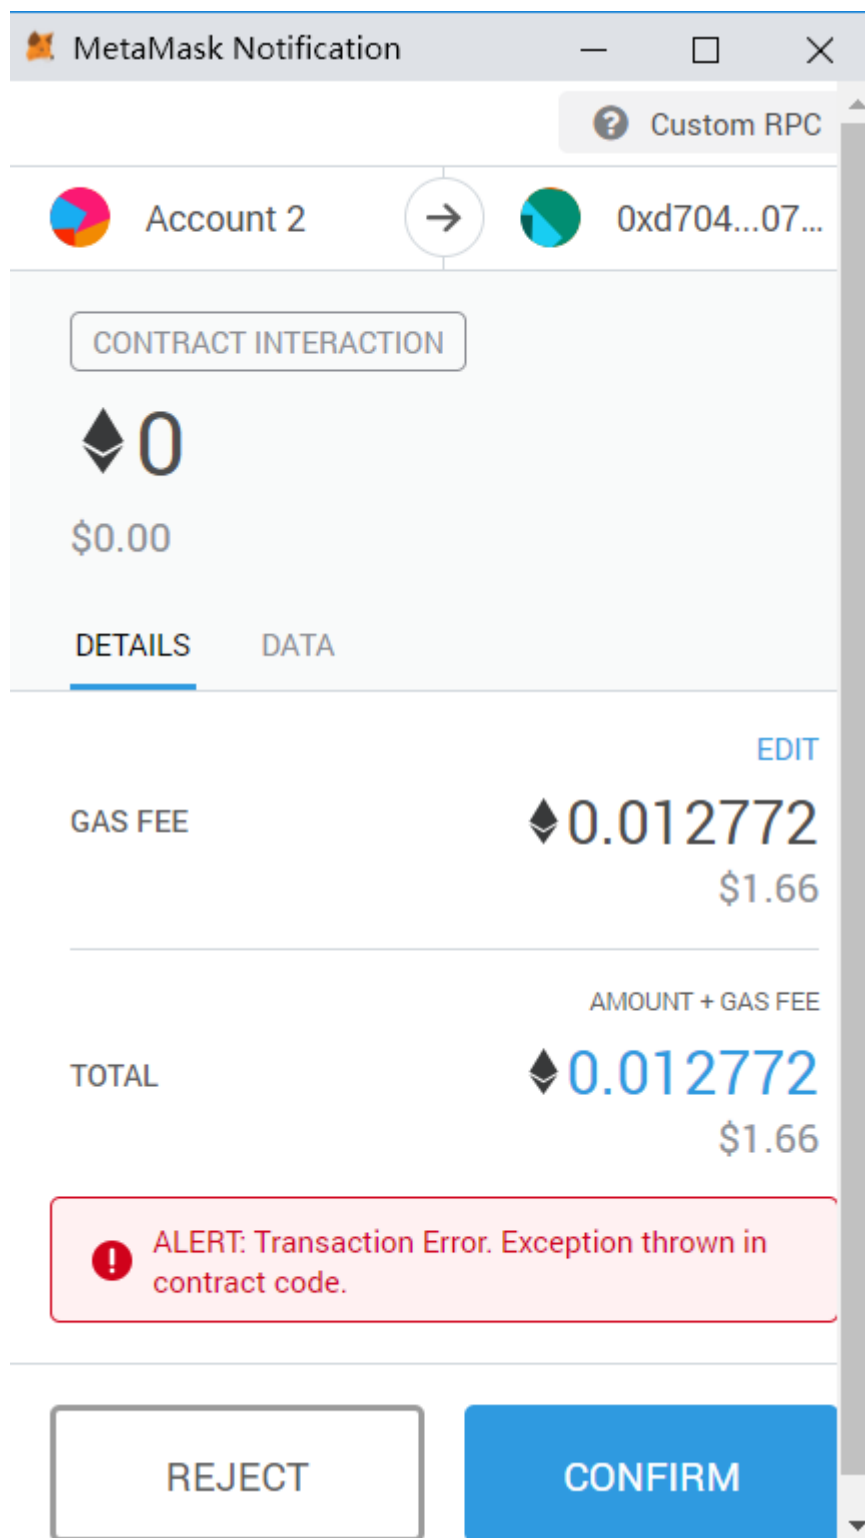 MetaMask Notification
Custom RPC
Account 2
0xd704...07...
CONTRACT INTERACTION
0
$0.00
DETAILS DATA
EDIT
GAS FEE 0.012772
$1.66
AMOUNT + GAS FEE
TOTAL 0.012772
$1.66
ALERT: Transaction Error. Exception thrown in
contract code.
REJECT CONFIRM